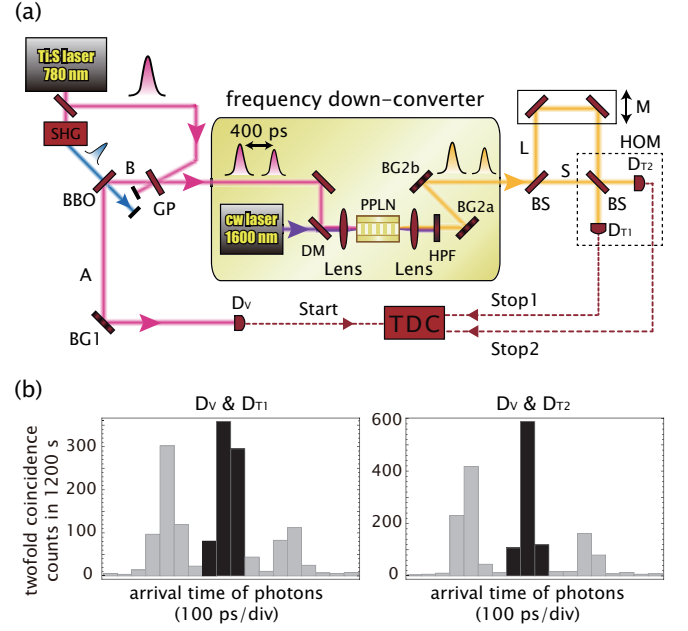 (a)
Ti:S laser
780 nm
frequency down-converter
M
400 ps
SHG
B
BBO
GP
BG2b
L
S
HOM
DT2
BS
BS
cw laser
1600 nm
PPLN
BG2a
DM
HPF
DT1
Lens
Lens
A
DV
Start
Stop1
TDC
Stop2
BG1
(b)
DV & DT1
DV & DT2
twofold coincidence
counts in 1200 s
300
200
100
0
600
400
200
0
arrival time of photons
(100 ps/div)
arrival time of photons
(100 ps/div)